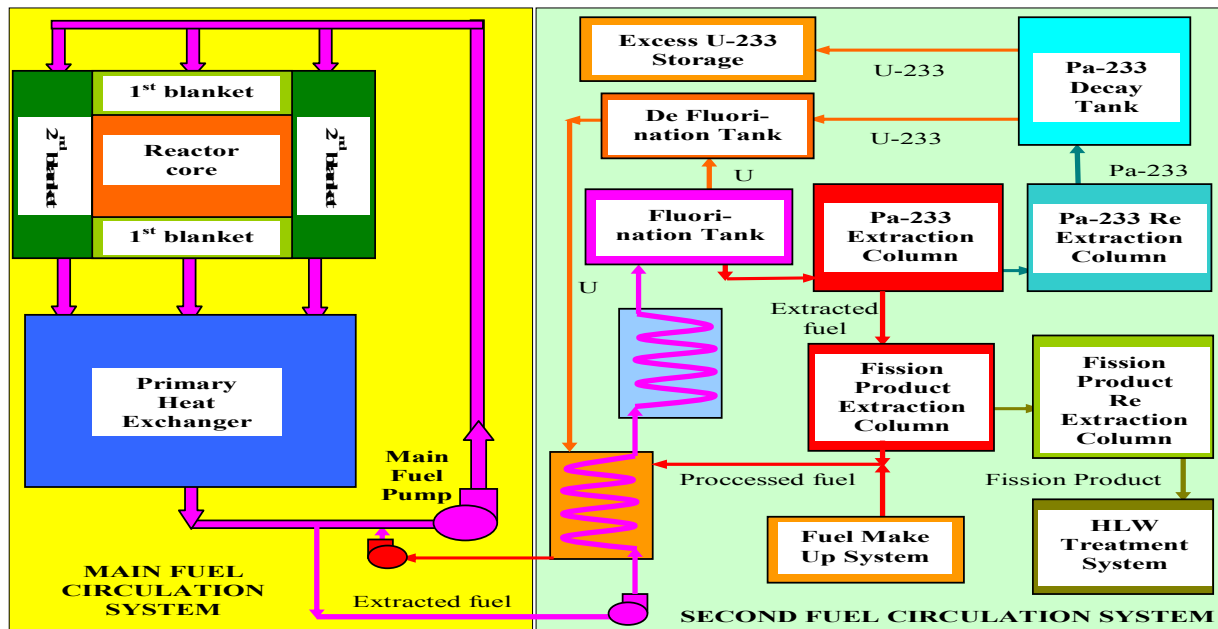 1st blanket
2rd blanket
Reactor
core
2rd blanket
1st blanket
Primary
Heat
Exchanger
Main
Fuel
Pump
MAIN FUEL
CIRCULATION
SYSTEM
Extracted fuel
Excess U-233
Storage
U-233
Pa-233
Decay
Tank
De Fluori-
nation Tank
U-233
U
Pa-233
Fluori-
nation Tank
Pa-233
Extraction
Column
Pa-233 Re
Extraction
Column
U
Extracted
fuel
Fission
Product
Extraction
Column
Fission
Product
Re
Extraction
Column
Proccessed fuel
Fission Product
Fuel Make
Up System
HLW
Treatment
System
SECOND FUEL CIRCULATION SYSTEM